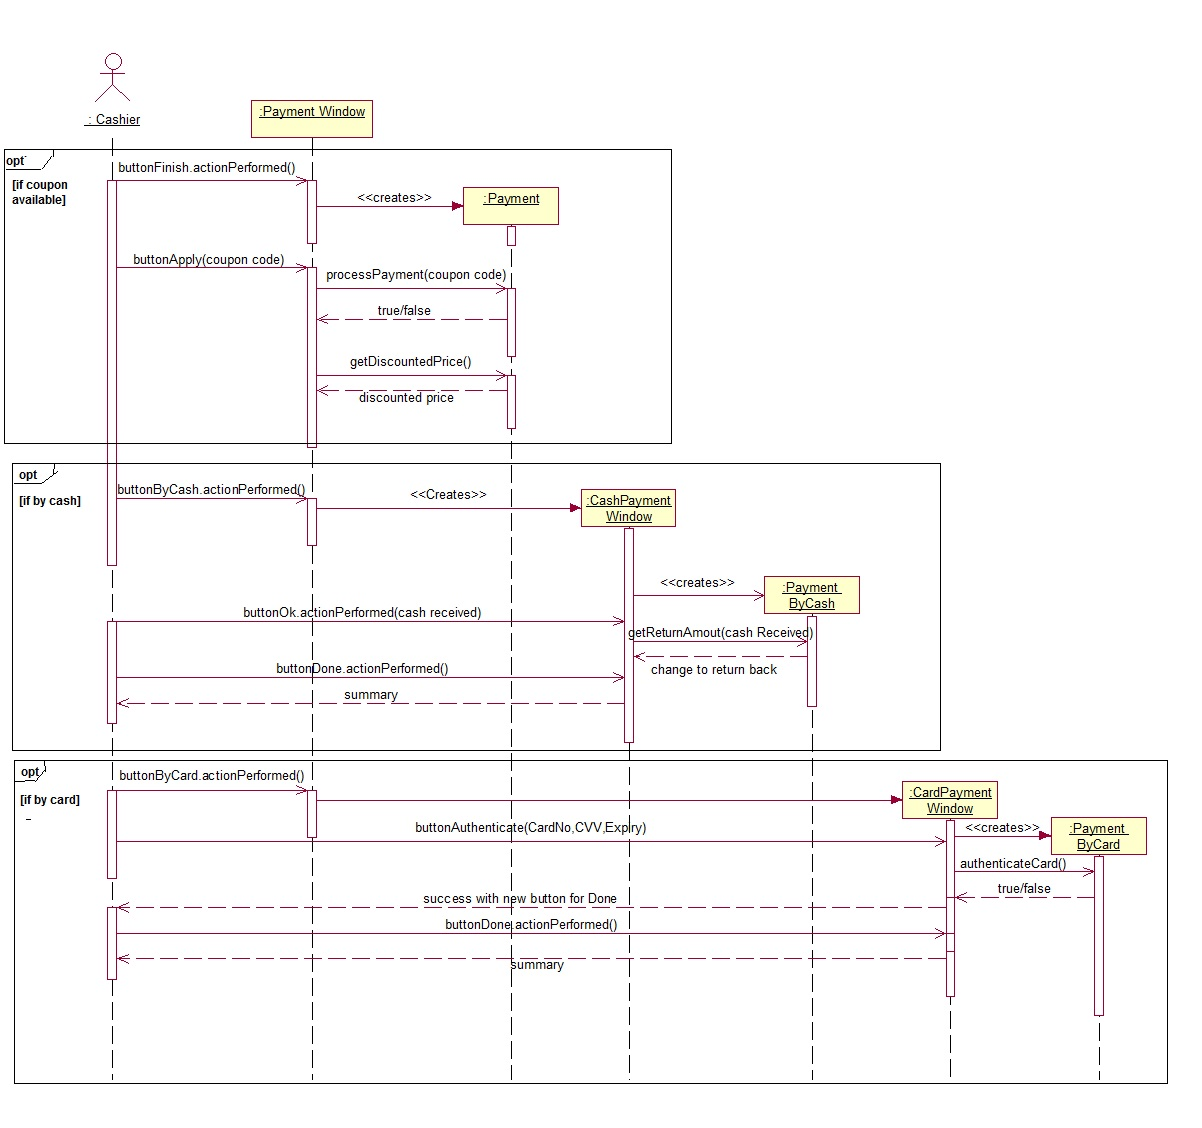 : Cashier
:Payment Window
opt
buttonFinish.actionPerformed()
[if coupon
available]
<<creates>>
:Payment
buttonApply(coupon code)
processPayment(coupon code)
true/false
getDiscountedPrice()
discounted price
opt
[if by cash]
buttonByCash.actionPerformed()
<<Creates>>
:CashPayment
Window
<<creates>>
:Payment
ByCash
buttonOk.actionPerformed(cash received)
getReturnAmout(cash Received)
buttonDone.actionPerformed()
change to return back
summary
opt
buttonByCard.actionPerformed()
[if by card]
:CardPayment
Window
buttonAuthenticate(CardNo,CVV,Expiry)
<<creates>>
:Payment
ByCard
authenticateCard()
true/false
success with new button for Done
buttonDone.actionPerformed()
summary